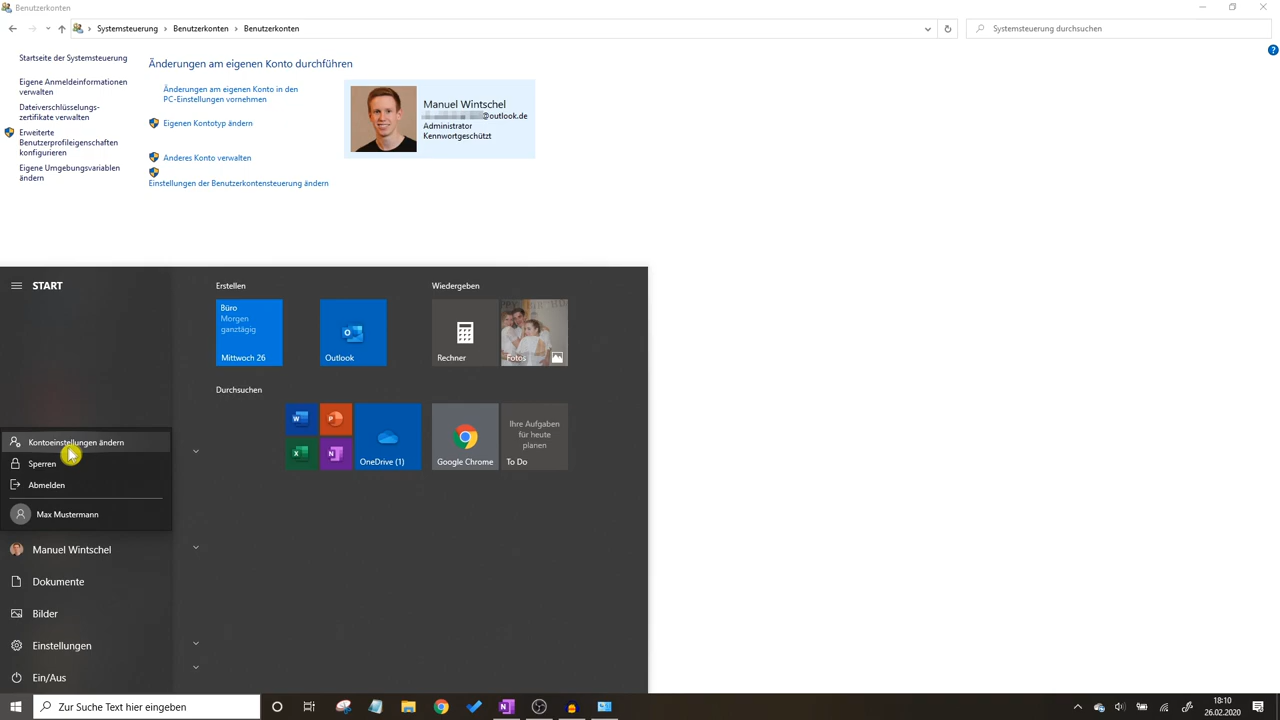 Benutzerkonten
Systemsteuerung > Benutzerkonten > Benutzerkonten
Systemsteuerung durchsuchen
Startseite der Systemsteuerung
Eigene Anmeldeinformationen
verwalten
Dateiverschlüsselungs-
zertifikate verwalten
Erweiterte
Benutzerprofileigenschaften
konfigurieren
Eigene Umgebungsvariablen
ändern
Änderungen am eigenen Konto durchführen
Änderungen am eigenen Konto in den
PC-Einstellungen vornehmen
Eigenen Kontotyp ändern
Anderes Konto verwalten
Einstellungen der Benutzerkontensteuerung ändern
Manuel Wintschel
@outlook.de
Administrator
Kennwortgeschützt
START
Kontoeinstellungen ändern
Sperren
Abmelden
Max Mustermann
Manuel Wintschel
Dokumente
Bilder
Einstellungen
Ein/Aus
Erstellen
Büro
Morgen
ganztägig
Mittwoch 26
Outlook
Wiedergeben
Rechner
Fotos
Durchsuchen
OneDrive (1)
Google Chrome
Ihre Aufgaben
für heute
planen
To Do
Zur Suche Text hier eingeben
18:10
26.02.2020